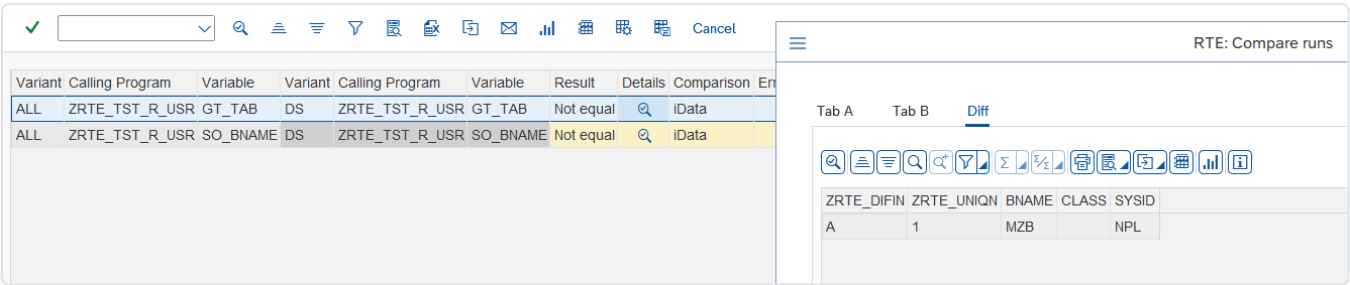 Cancel
Variant Calling Program Variable Variant Calling Program Variable Result Details Comparison Err
ALL ZRTE_TST_R_USR GT_TAB DS ZRTE_TST_R_USR GT_TAB Not equal iData
ALL ZRTE_TST_R_USR SO_BNAME DS ZRTE_TST_R_USR SO_BNAME Not equal iData
RTE: Compare runs
Tab A Tab B Diff
ZRTE_DIFIN ZRTE_UNIQN BNAME CLASS SYSID
A 1 MZB NPL